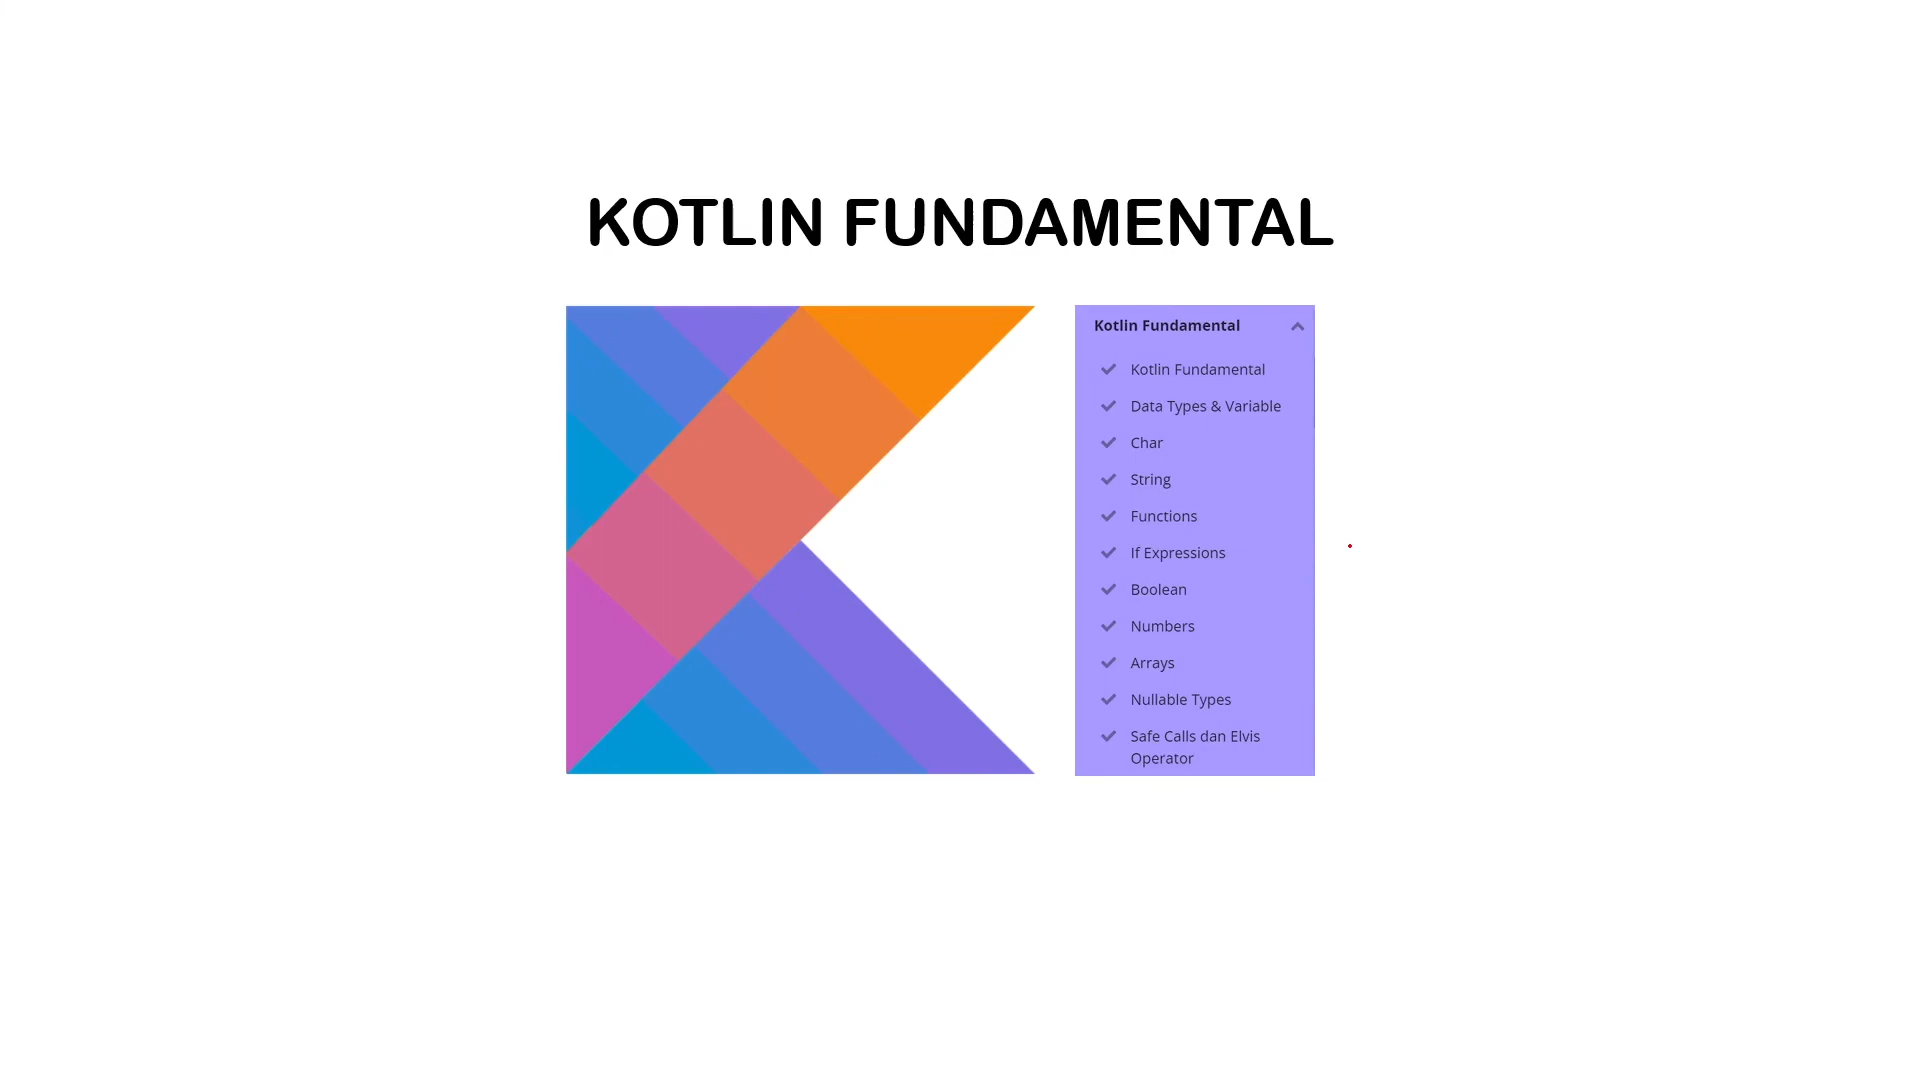 KOTLIN FUNDAMENTAL
Kotlin Fundamental
Kotlin Fundamental
Data Types & Variable
Char
String
Functions
If Expressions
Boolean
Numbers
Arrays
Nullable Types
Safe Calls dan Elvis
Operator